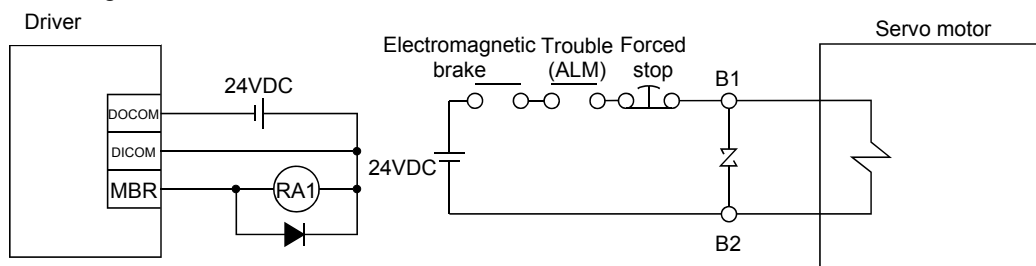 Driver
Servo motor
Electromagnetic brake
Trouble (ALM)
Forced stop
24VDC
B1
DOCOM
DICOM
MBR
RA1
24VDC
B2